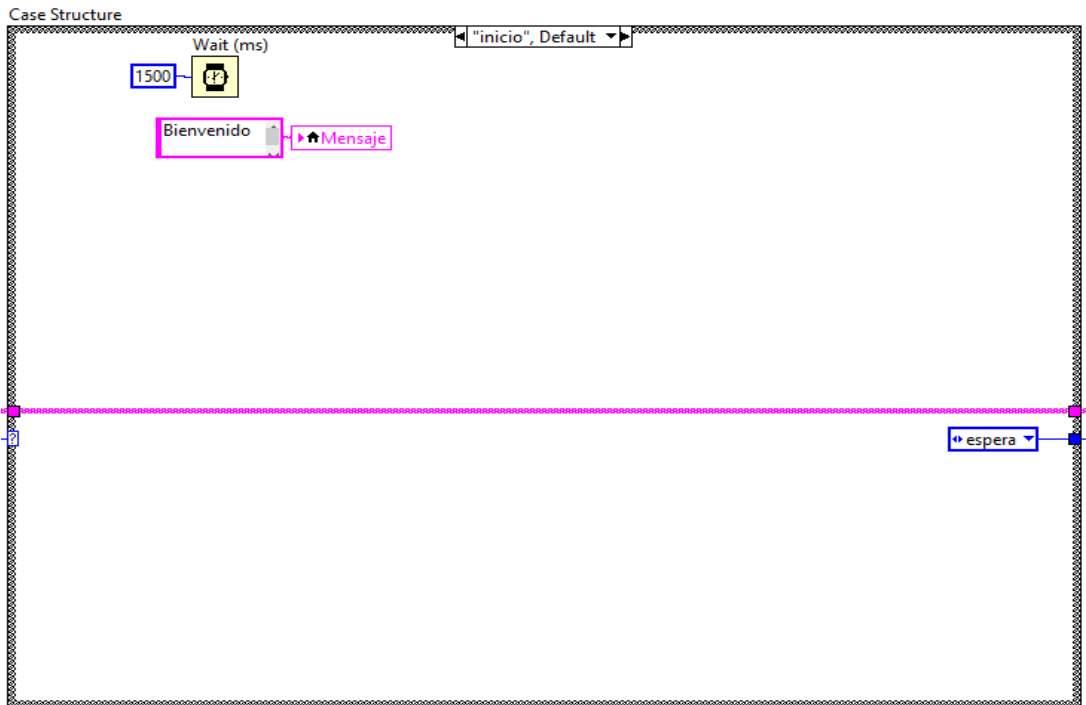 Case Structure
"inicio", Default
Wait (ms)
1500
Bienvenido
Mensaje
?
espera